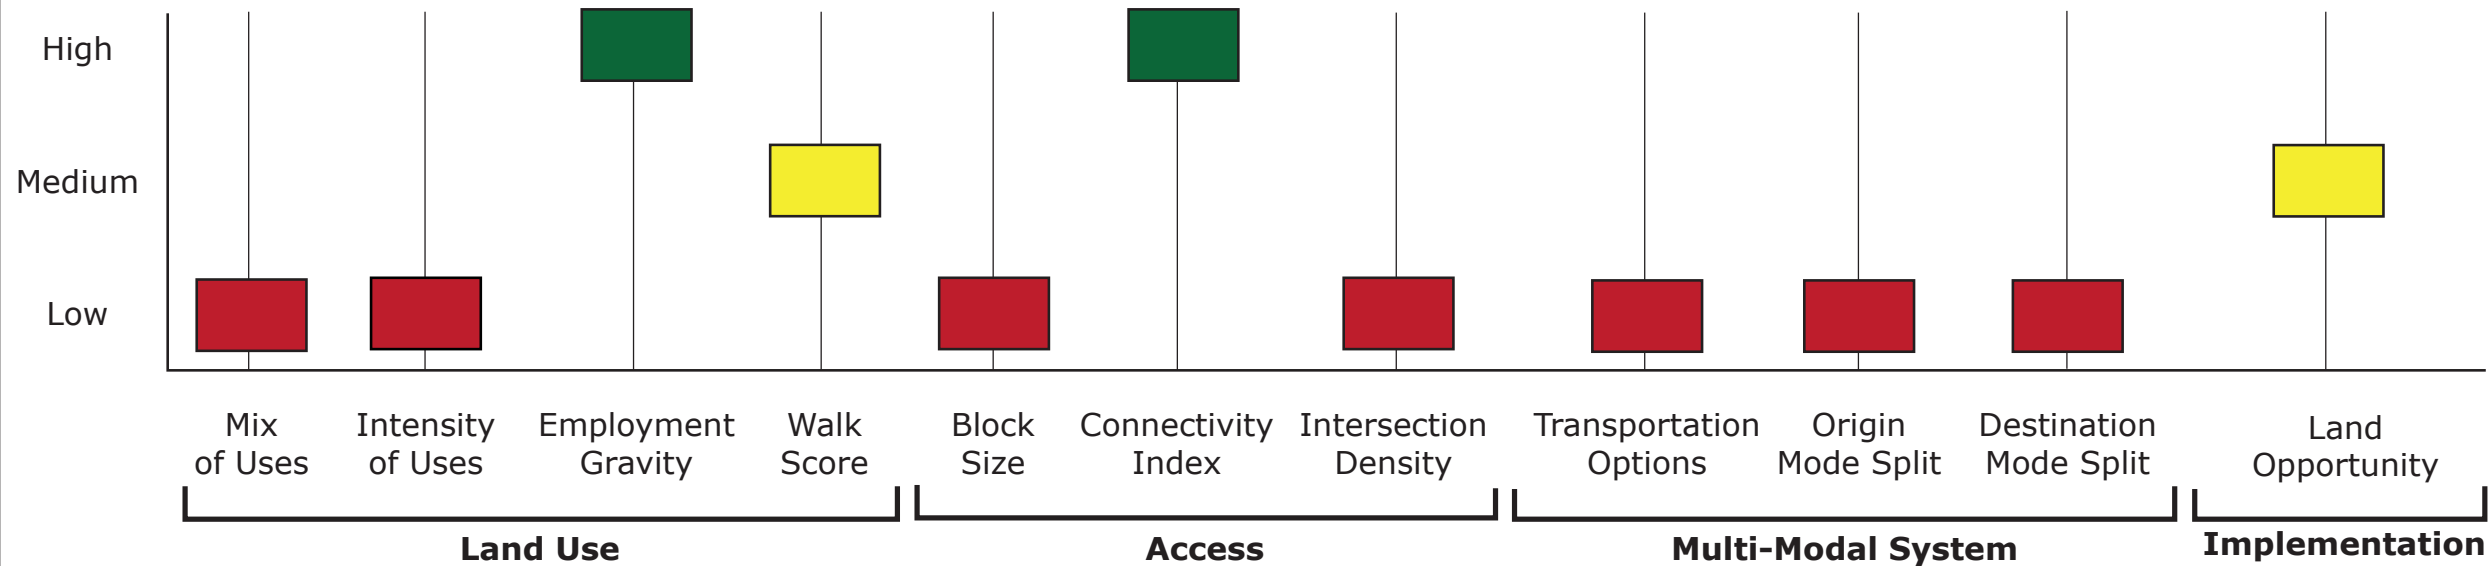 High
Medium
Low
Mix
of Uses
Intensity
of Uses
Employment
Gravity
Walk
Score
Block
Size
Connectivity
Index
Intersection
Density
Transportation
Options
Origin
Mode Split
Destination
Mode Split
Land
Opportunity
Land Use
Access
Multi-Modal System
Implementation